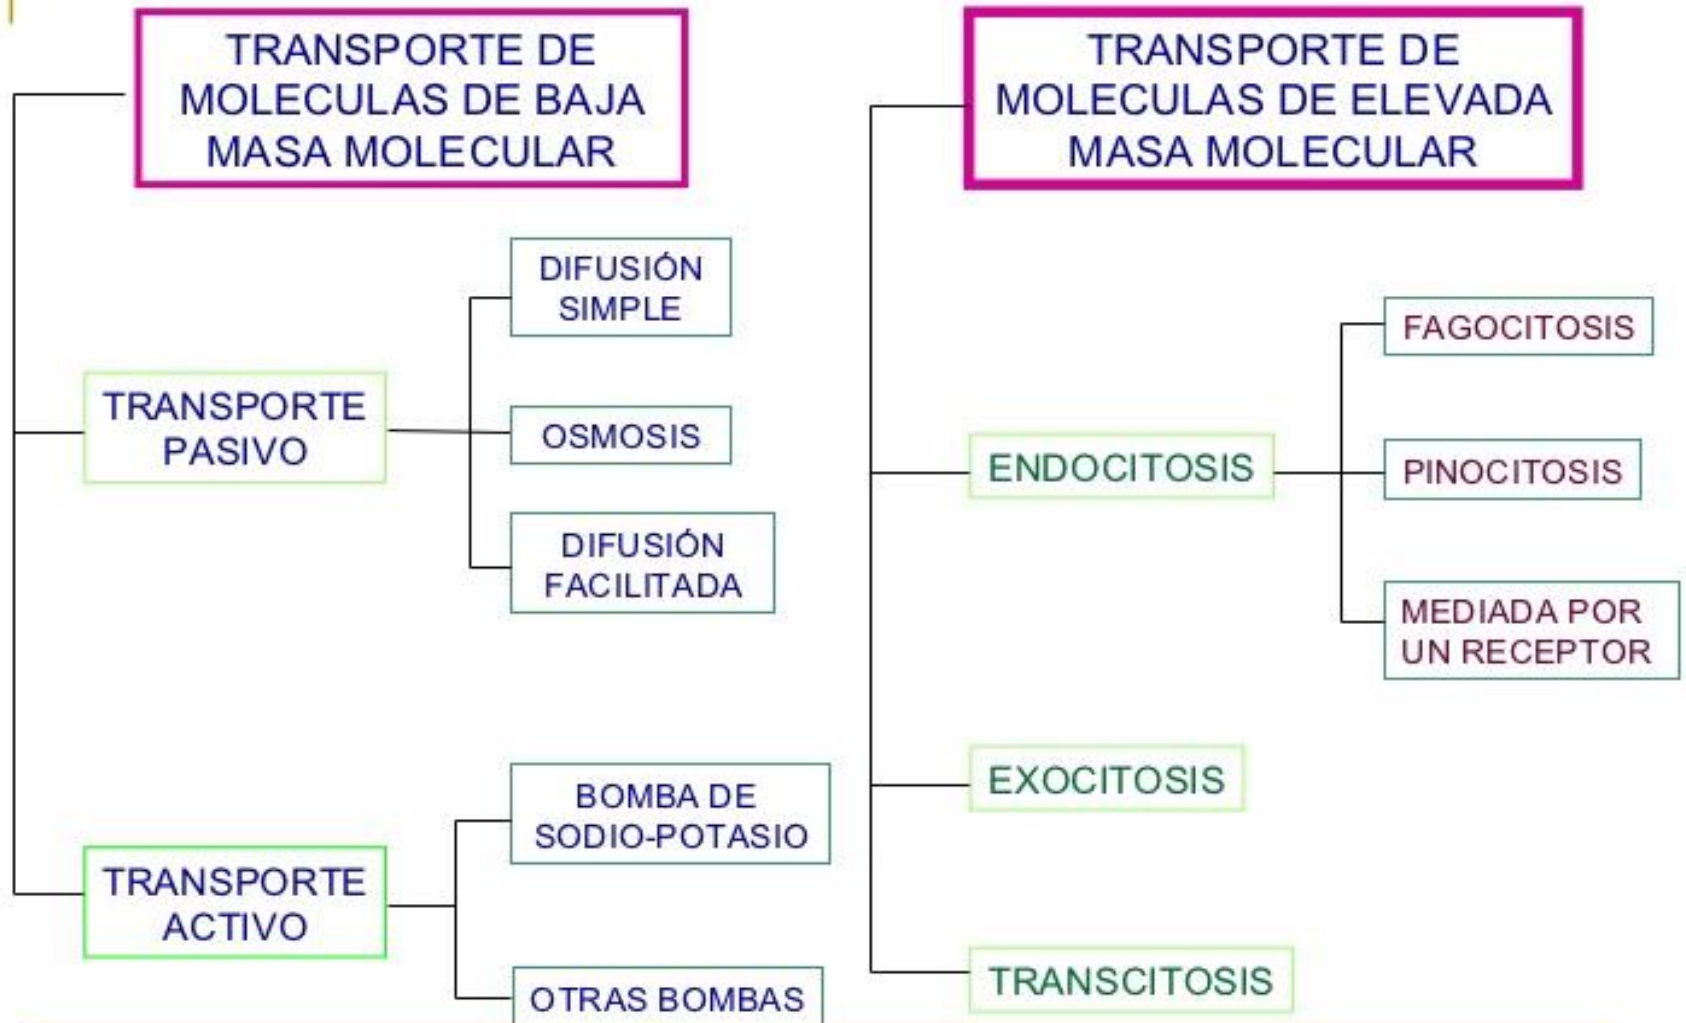 TRANSPORTE DE
MOLECULAS DE BAJA
MASA MOLECULAR
DIFUSIÓN
SIMPLE
TRANSPORTE
PASIVO
OSMOSIS
DIFUSIÓN
FACILITADA
BOMBA DE
SODIO-POTASIO
TRANSPORTE
ACTIVO
OTRAS BOMBAS
TRANSPORTE DE
MOLECULAS DE ELEVADA
MASA MOLECULAR
FAGOCITOSIS
ENDOCITOSIS
PINOCITOSIS
MEDIADA POR
UN RECEPTOR
EXOCITOSIS
TRANSCITOSIS